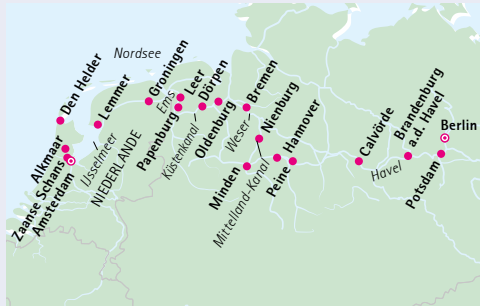 Nordsee
Den Helder
Lemmer
Groningen
Leer
Ems
Dörpen
Papenburg
Küstenkanal
Oldenburg
Bremen
Weser
Nienburg
Hannover
Minden
Mittelland-Kanal
Peine
Calvörde
Brandenburg
a.d. Havel
Havel
Berlin
Potsdam
Alkmaar
Zaanse Schans
Amsterdam
IJsselmeer
NIEDERLANDE